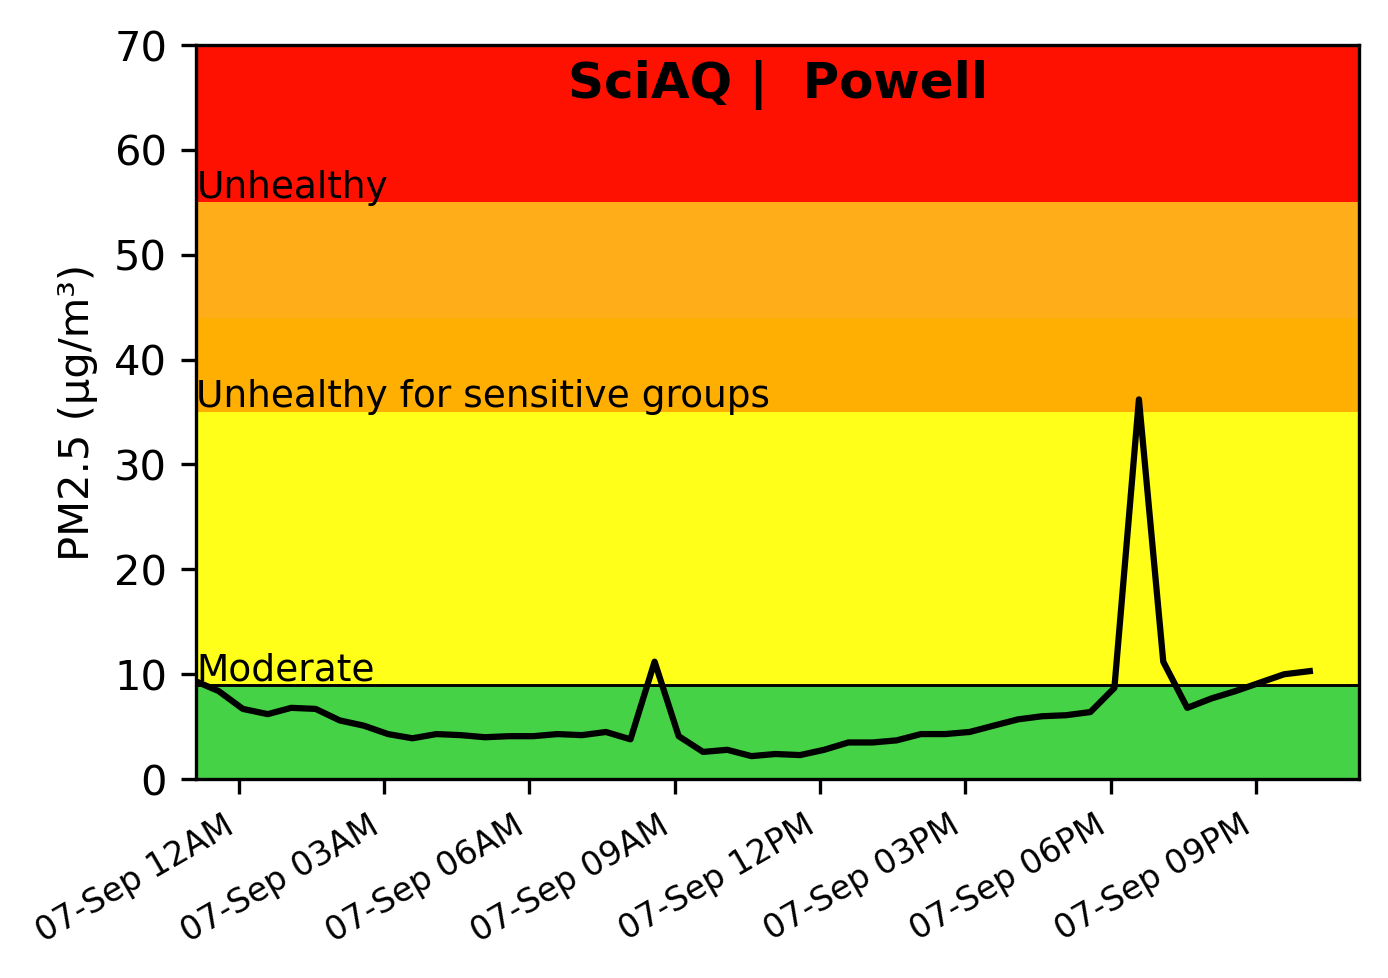 SciAQ |  Powell
PM2.5 (µg/m³)
70
60
50
40
30
20
10
0
Unhealthy
Unhealthy for sensitive groups
Moderate
07-Sep 12AM
07-Sep 03AM
07-Sep 06AM
07-Sep 09AM
07-Sep 12PM
07-Sep 03PM
07-Sep 06PM
07-Sep 09PM